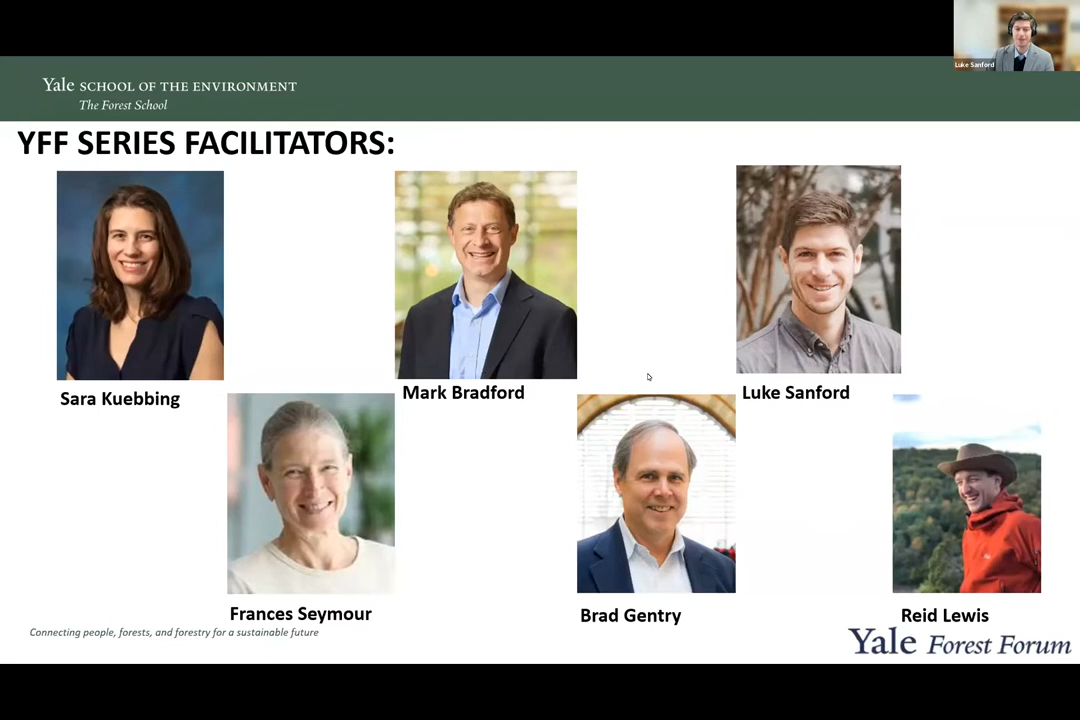 Luke Sanford
Yale SCHOOL OF THE ENVIRONMENT
The Forest School
YFF SERIES FACILITATORS:
Sara Kuebbing
Mark Bradford
Luke Sanford
Frances Seymour
Brad Gentry
Reid Lewis
Connecting people, forests, and forestry for a sustainable future
Yale Forest Forum